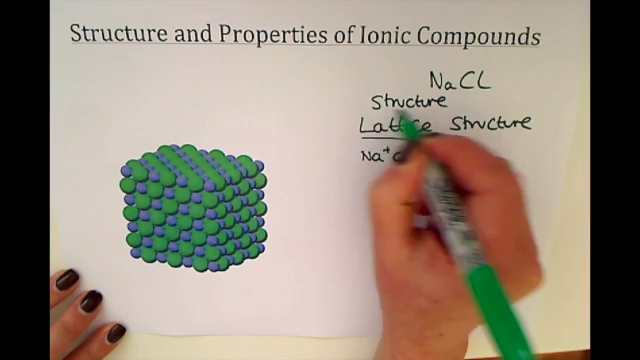 Structure and Properties of Ionic Compounds
NaCL
Structure
Lattice Structure
Na+